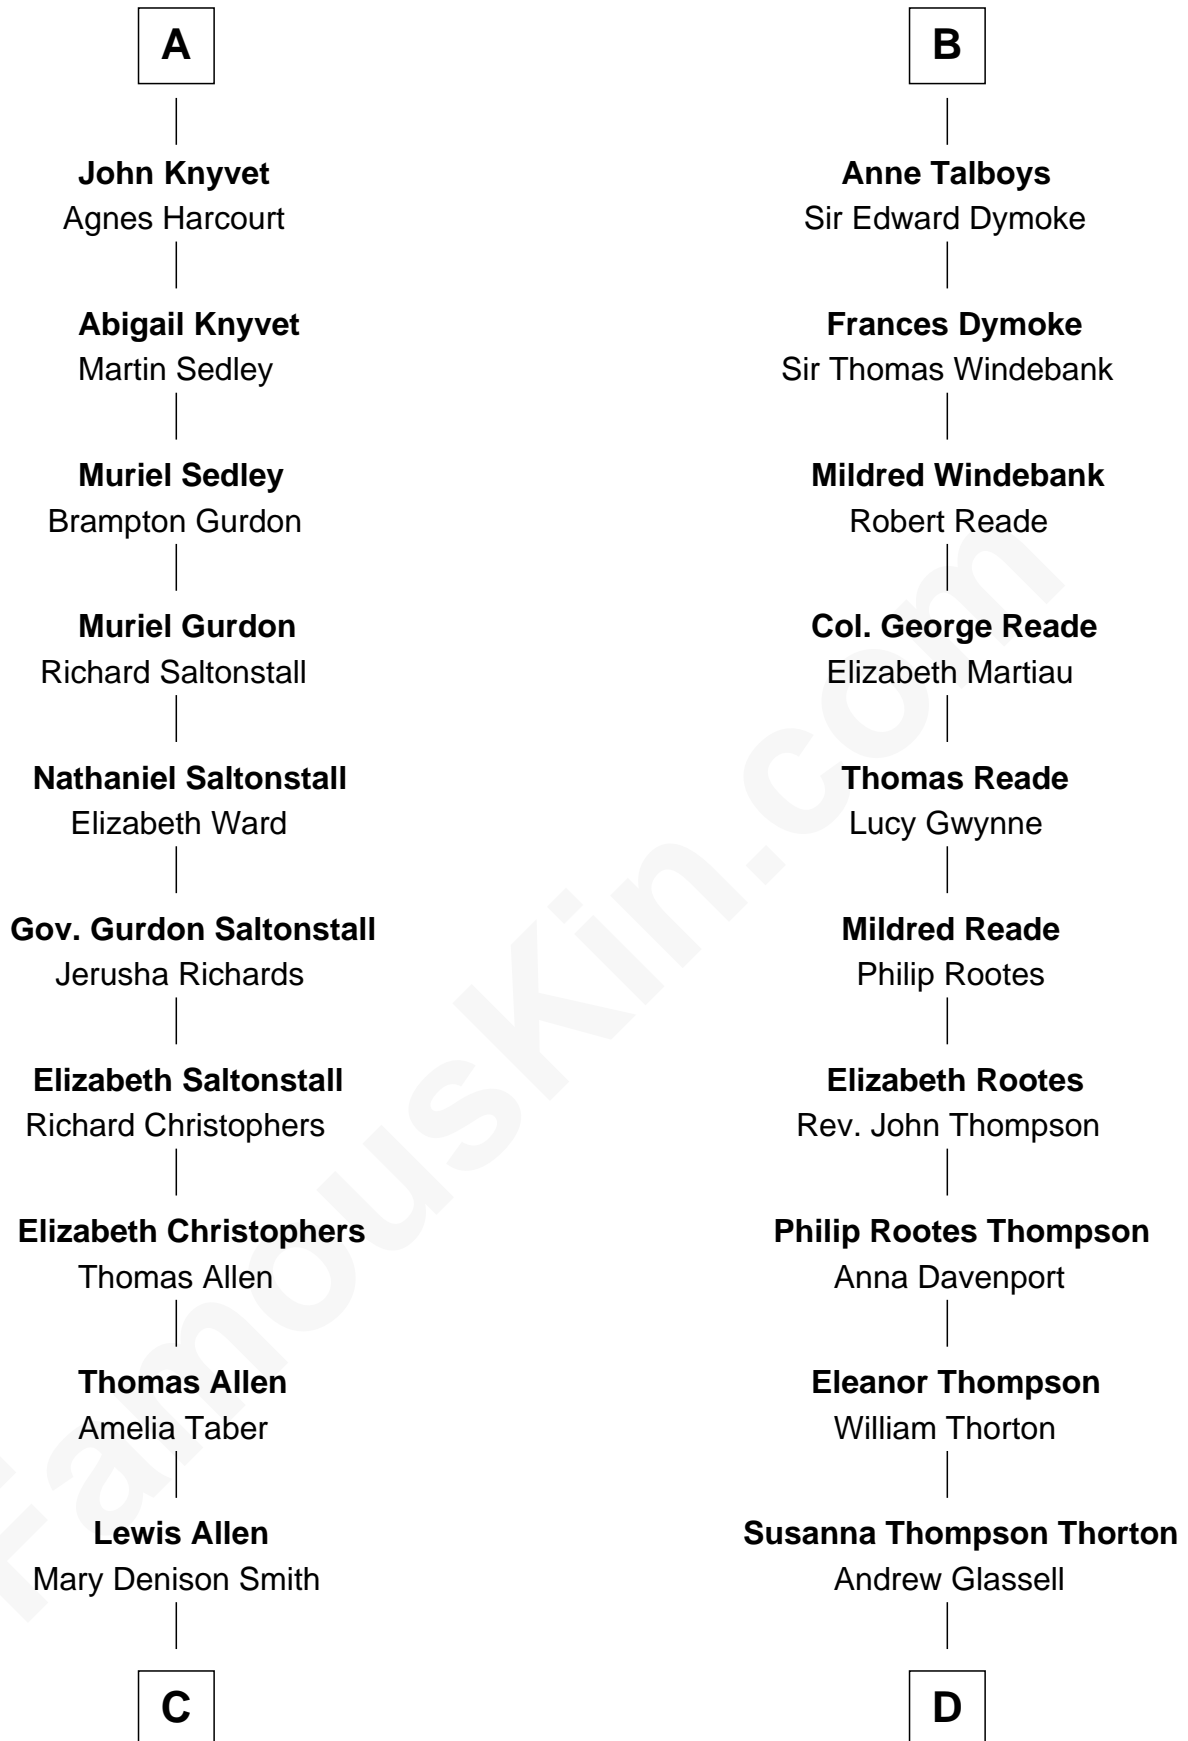 A
John Knyvet
Agnes Harcourt
Abigail Knyvet
Martin Sedley
Muriel Sedley
Brampton Gurdon
Muriel Gurdon
Richard Saltonstall
Nathaniel Saltonstall
Elizabeth Ward
Gov. Gurdon Saltonstall
Jerusha Richards
Elizabeth Saltonstall
Richard Christophers
Elizabeth Christophers
Thomas Allen
Thomas Allen
Amelia Taber
Lewis Allen
Mary Denison Smith
C
B
Anne Talboys
Sir Edward Dymoke
Frances Dymoke
Sir Thomas Windebank
Mildred Windebank
Robert Reade
Col. George Reade
Elizabeth Martiau
Thomas Reade
Lucy Gwynne
Mildred Reade
Philip Rootes
Elizabeth Rootes
Rev. John Thompson
Philip Rootes Thompson
Anna Davenport
Eleanor Thompson
William Thorton
Susanna Thompson Thorton
Andrew Glassell
D
FamousKin.com